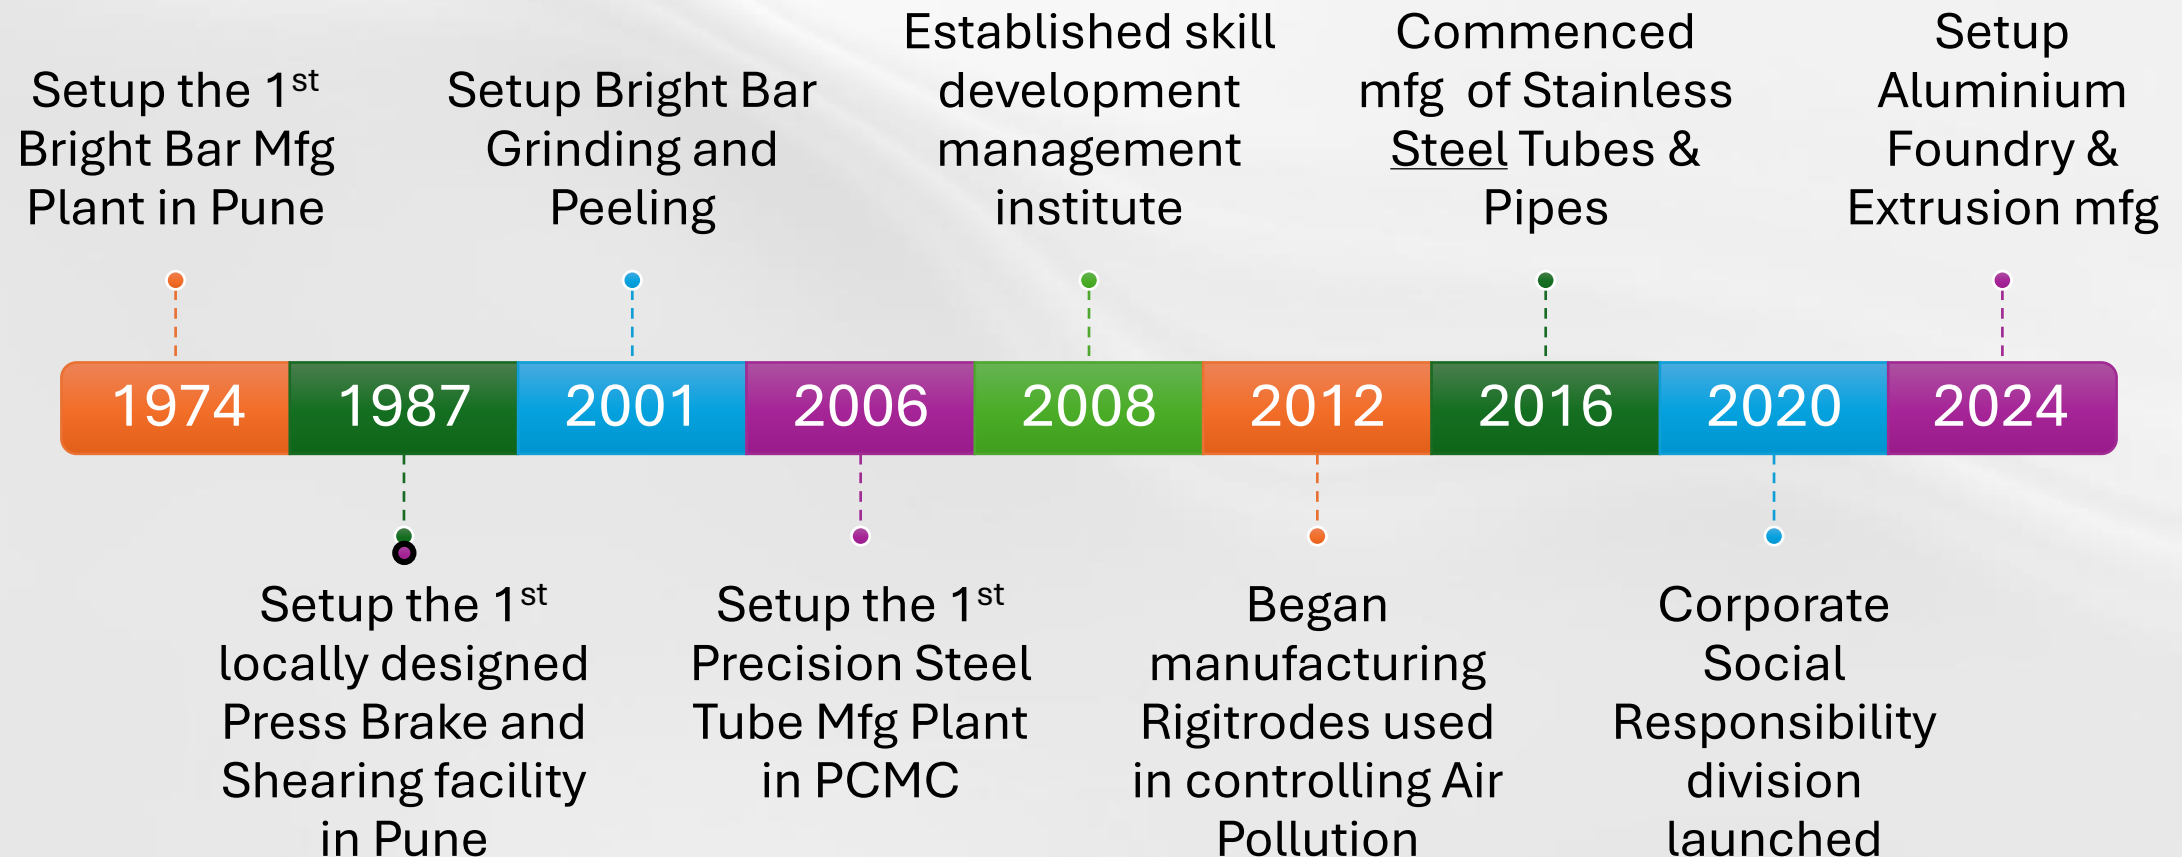 Setup the 1st
Bright Bar Mfg
Plant in Pune
Setup Bright Bar
Grinding and
Peeling
Established skill
development
management
institute
Commenced
mfg  of Stainless
Steel Tubes &
Pipes
Setup
Aluminium
Foundry &
Extrusion mfg
1974 1987 2001 2006 2008 2012 2016 2020 2024
Setup the 1st
locally designed
Press Brake and
Shearing facility
in Pune
Setup the 1st
Precision Steel
Tube Mfg Plant
in PCMC
Began
manufacturing
Rigitrodes used
in controlling Air
Pollution
Corporate
Social
Responsibility
division
launched